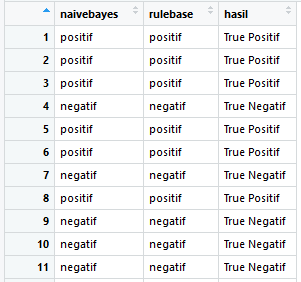 naivebayes rulebase hasil
1 positif positif True Positif
2 positif positif True Positif
3 positif positif True Positif
4 negatif negatif True Negatif
5 positif positif True Positif
6 positif positif True Positif
7 negatif negatif True Negatif
8 positif positif True Positif
9 negatif negatif True Negatif
10 negatif negatif True Negatif
11 negatif negatif True Negatif